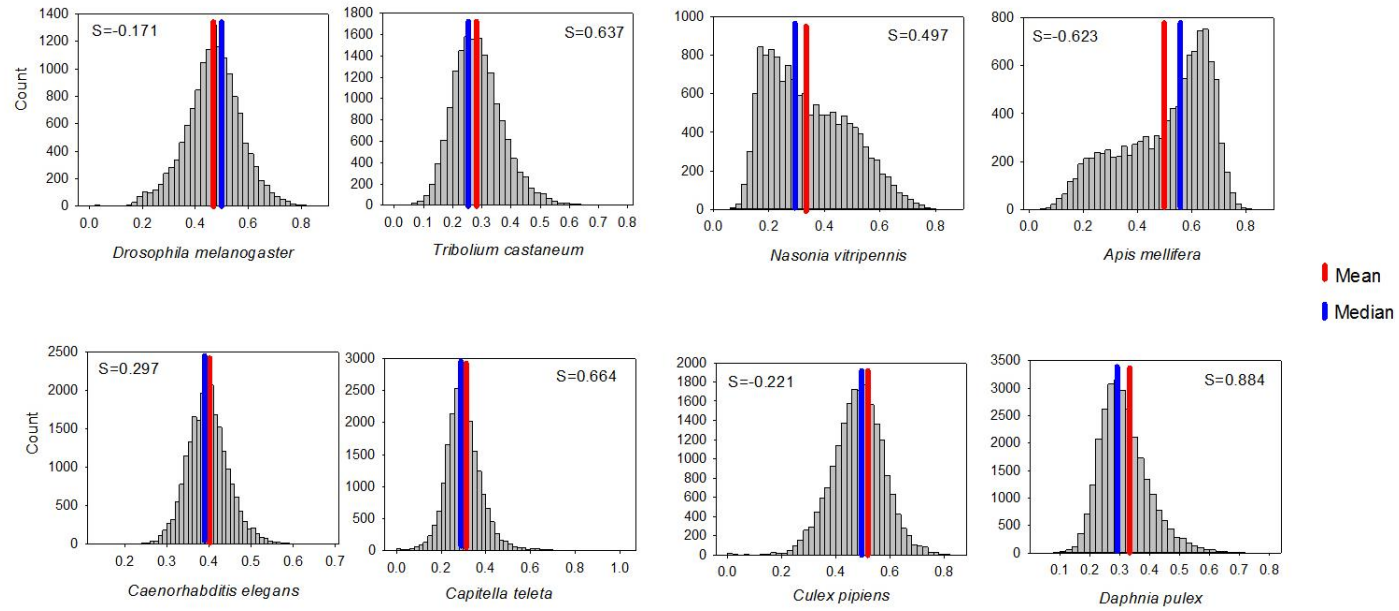 S=-0.171
Count
1400
1200
1000
800
600
400
200
0
0.0 0.2 0.4 0.6 0.8
Drosophila melanogaster
S=0.637
1800
1600
1400
1200
1000
800
600
400
200
0
0.0 0.1 0.2 0.3 0.4 0.5 0.6 0.7 0.8
Tribolium castaneum
S=0.497
1000
800
600
400
200
0
0.0 0.2 0.4 0.6 0.8
Nasonia vitripennis
S=-0.623
800
600
400
200
0
0.0 0.2 0.4 0.6 0.8
Apis mellifera
Mean
Median
S=0.297
Count
2500
2000
1500
1000
500
0
0.2 0.3 0.4 0.5 0.6 0.7
Caenorhabditis elegans
S=0.664
3000
2500
2000
1500
1000
500
0
0.0 0.2 0.4 0.6 0.8 1.0
Capitella teleta
S=-0.221
2000
1800
1600
1400
1200
1000
800
600
400
200
0
0.0 0.2 0.4 0.6 0.8
Culex pipiens
S=0.884
3500
3000
2500
2000
1500
1000
500
0
0.1 0.2 0.3 0.4 0.5 0.6 0.7 0.8
Daphnia pulex